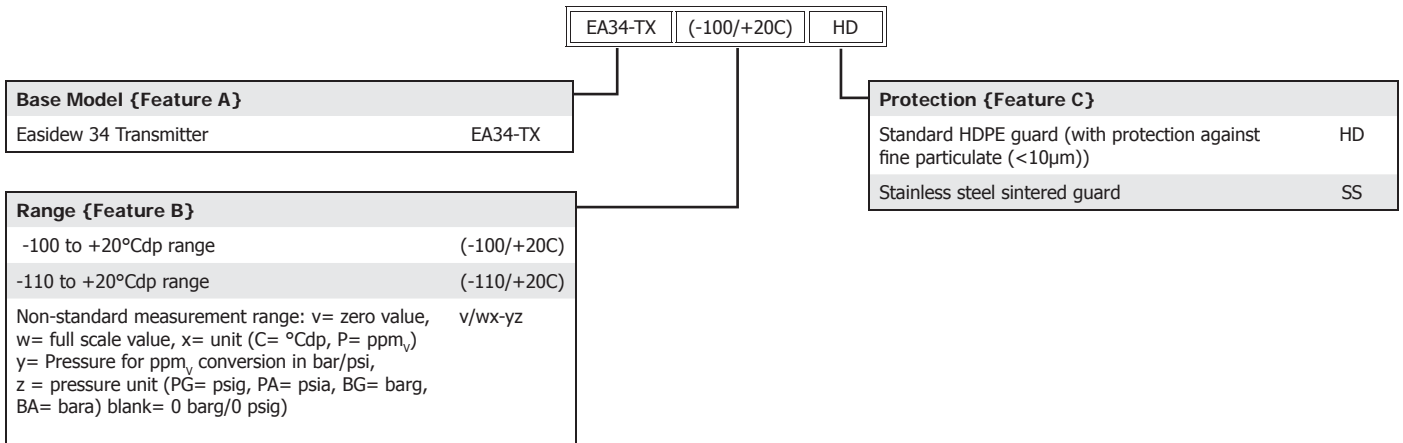 EA34-TX (-100/+20C) HD
Base Model {Feature A}
Easidew 34 Transmitter EA34-TX
Range {Feature B}
-100 to +20°Cdp range (-100/+20C)
-110 to +20°Cdp range (-110/+20C)
Non-standard measurement range: v= zero value, v/wx-yz
w= full scale value, x= unit (C= °Cdp, P= ppmV)
y= Pressure for ppmV conversion in bar/psi,
z = pressure unit (PG= psig, PA= psia, BG= barg,
BA= bara) blank= 0 barg/0 psig)
Protection {Feature C}
Standard HDPE guard (with protection against HD
fine particulate (<10µm))
Stainless steel sintered guard SS